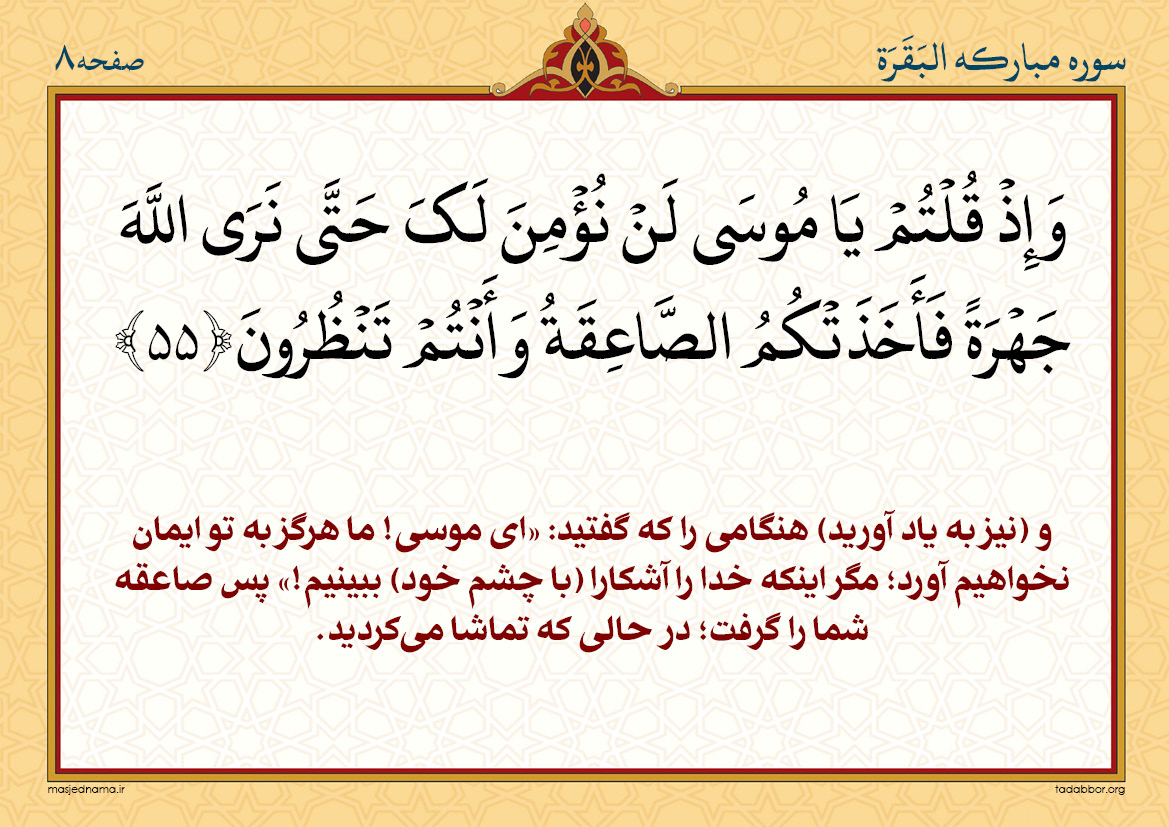 سوره مبارکه البَقَرَة
صفحه۸
وَإِذْ قُلْتُمْ يَا مُوسَى لَنْ نُؤْمِنَ لَکَ حَتَّى نَرَى اللَّهَ
جَهْرَةً فَأَخَذَتْكُمُ الصَّاعِقَةُ وَأَنْتُمْ تَنْظُرُونَ﴿۵۵﴾
و (نیز به یاد آورید) هنگامی را که گفتید: «ای موسی! ما هرگز به تو ایمان
نخواهیم آورد؛ مگر اینکه خدا را آشکارا (با چشم خود) ببینیم!» پس صاعقه
شما را گرفت؛ در حالی که تماشا می‌کردید.
masjednama.ir
tadabbor.org